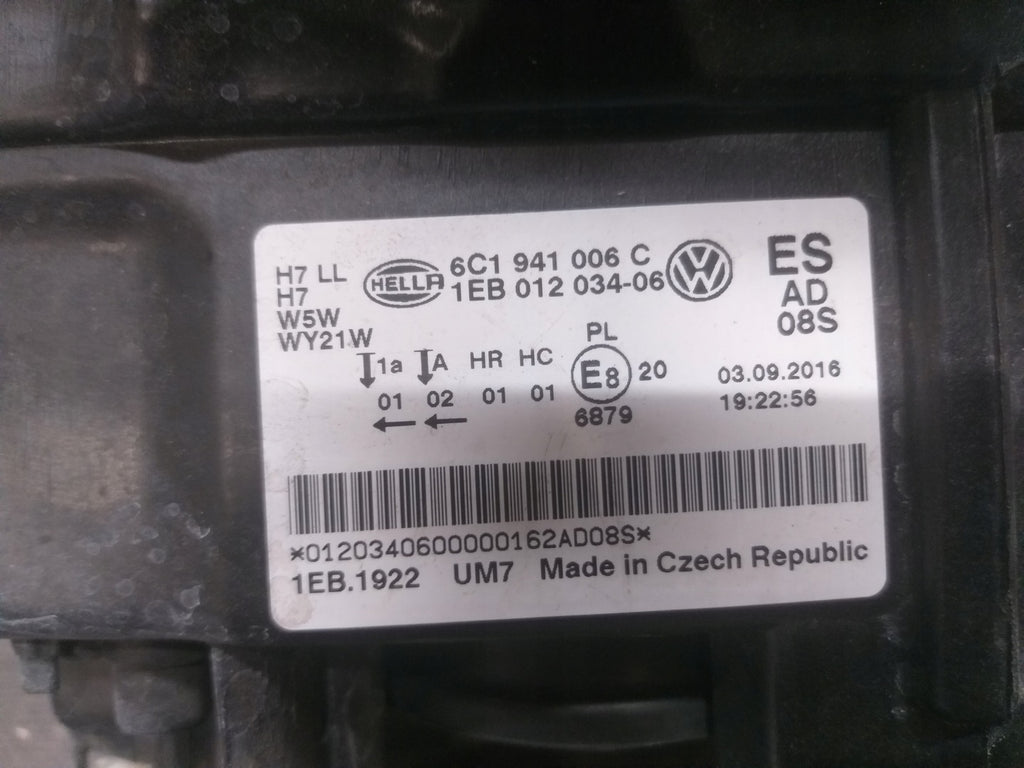 H7 LL
H7
W5W
WY21W
HELLA
6C1 941 006 C
1EB 012 034-06
VW
ES
AD
08S
1a A HR HC
01 02 01 01
PL
E8 20
6879
03.09.2016
19:22:56
*0120340600000162AD08S*
1EB.1922 UM7 Made in Czech Republic